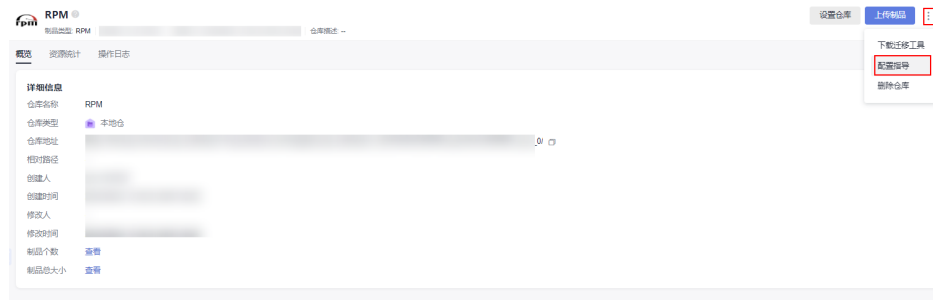 rpm RPM
设置仓库 上传制品
制品类型: RPM 仓库描述: --
概览 资源统计 操作日志
下载迁移工具
配置指导
删除仓库
详细信息
仓库名称 RPM
仓库类型 本地仓
仓库地址 _0/
相对路径
创建人
创建时间
修改人
修改时间
制品个数 查看
制品总大小 查看